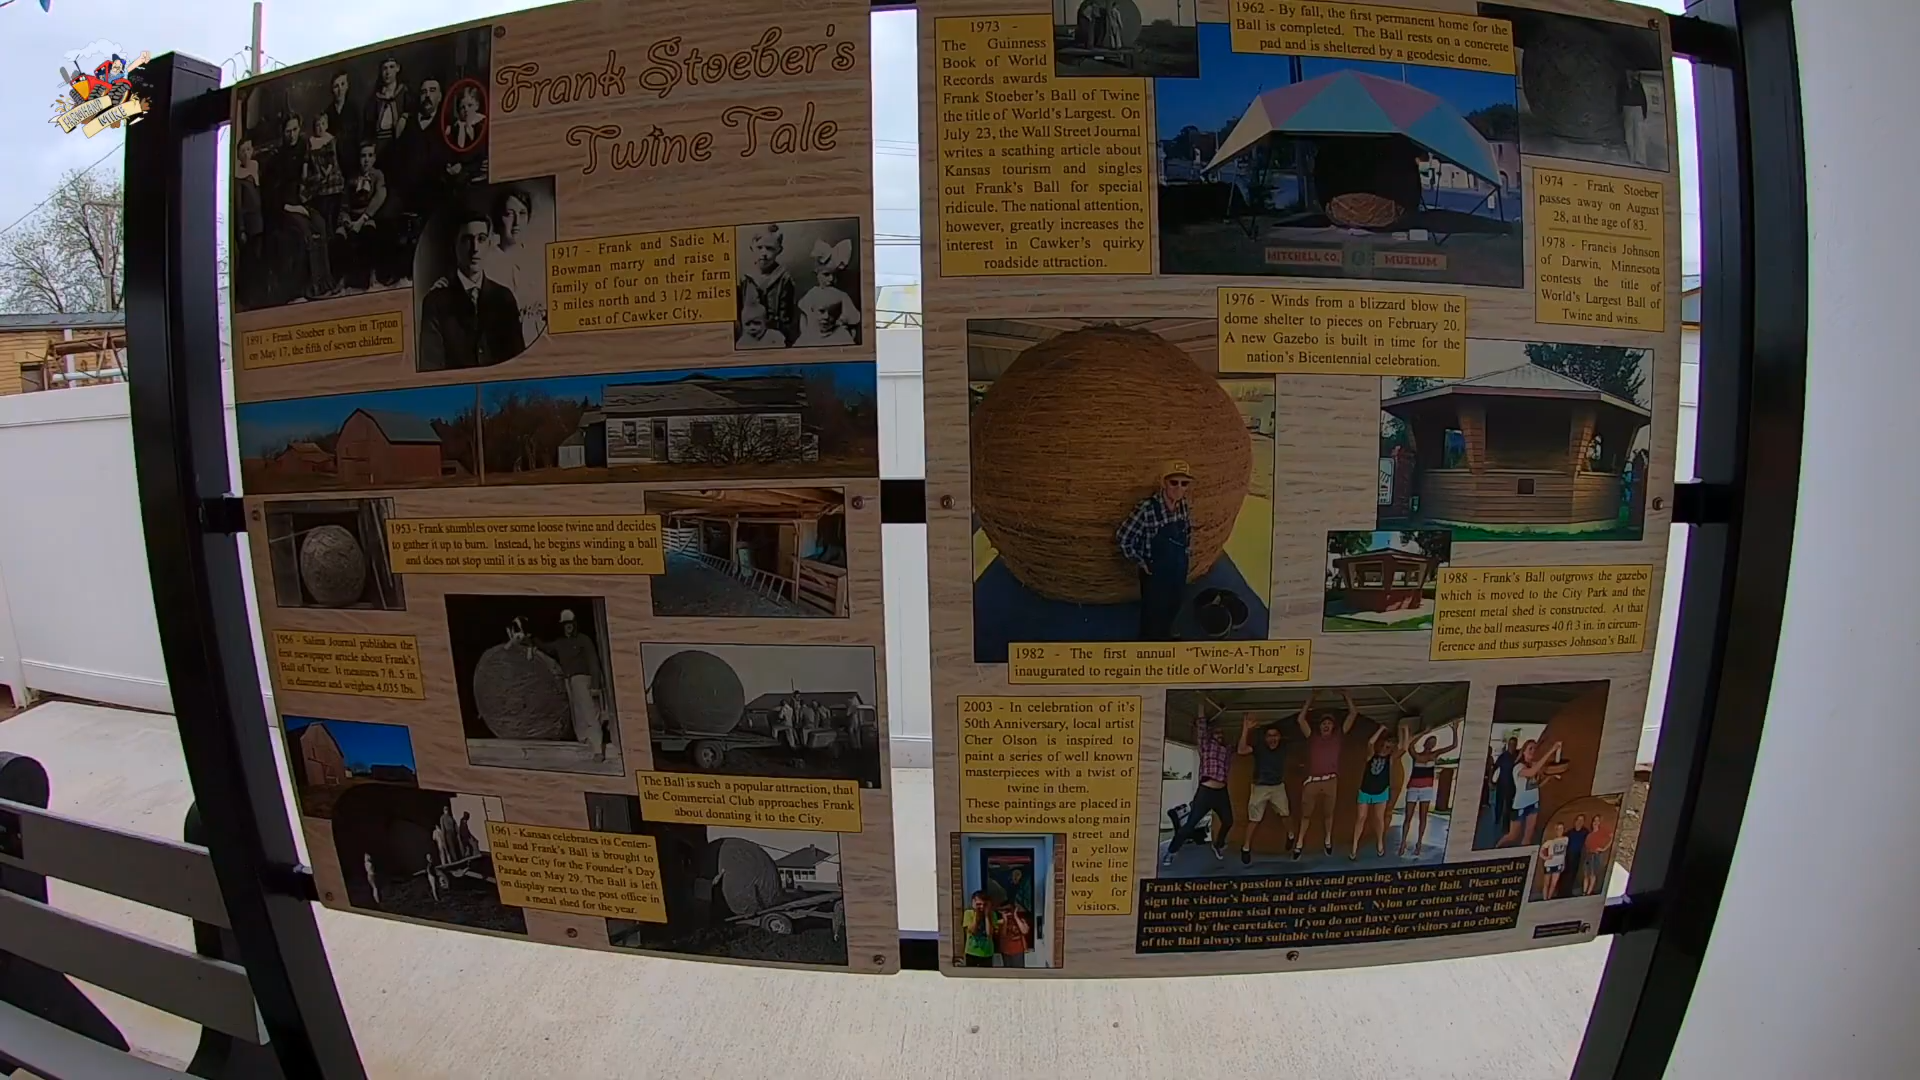 FARMHAND
MIKE
Frank Stoeber's
Twine Tale
1891 - Frank Stoeber is born in Tipton
on May 17, the fifth of seven children.
1917 - Frank and Sadie M.
Bowman marry and raise a
family of four on their farm
3 miles north and 3 1/2 miles
east of Cawker City.
1953 - Frank stumbles over some loose twine and decides
to gather it up to burn. Instead, he begins winding a ball
and does not stop until it is as big as the barn door.
1956 - Salina Journal publishes the
first newspaper article about Frank's
Ball of Twine. It measures 7 ft. 5 in.
in diameter and weighes 4,035 lbs.
The Ball is such a popular attraction, that
the Commercial Club approaches Frank
about donating it to the City.
1961 - Kansas celebrates its Centen-
nial and Frank's Ball is brought to
Cawker City for the Founder's Day
Parade on May 29. The Ball is left
on display next to the post office in
a metal shed for the year.
1962 - By fall, the first permanent home for the
Ball is completed. The Ball rests on a concrete
pad and is sheltered by a geodesic dome.
1973 -
The Guinness
Book of World
Records awards
Frank Stoeber's Ball of Twine
the title of World's Largest. On
July 23, the Wall Street Journal
writes a scathing article about
Kansas tourism and singles
out Frank's Ball for special
ridicule. The national attention,
however, greatly increases the
interest in Cawker's quirky
roadside attraction.
MITCHELL CO. MUSEUM
1974 - Frank Stoeber
passes away on August
28, at the age of 83.
1978 - Francis Johnson
of Darwin, Minnesota
contests the title of
World's Largest Ball of
Twine and wins.
1976 - Winds from a blizzard blow the
dome shelter to pieces on February 20.
A new Gazebo is built in time for the
nation's Bicentennial celebration.
1982 - The first annual "Twine-A-Thon" is
inaugurated to regain the title of World's Largest.
1988 - Frank's Ball outgrows the gazebo
which is moved to the City Park and the
present metal shed is constructed. At that
time, the ball measures 40 ft 3 in. in circum-
ference and thus surpasses Johnson's Ball.
2003 - In celebration of it's
50th Anniversary, local artist
Cher Olson is inspired to
paint a series of well known
masterpieces with a twist of
twine in them.
These paintings are placed in
the shop windows along main
street and
a yellow
twine line
leads the
way for
visitors.
Frank Stoeber's passion is alive and growing. Visitors are encouraged to
sign the visitor's book and add their own twine to the Ball. Please note
that only genuine sisal twine is allowed. Nylon or cotton string will be
removed by the caretaker. If you do not have your own twine, the Belle
of the Ball always has suitable twine available for visitors at no charge.